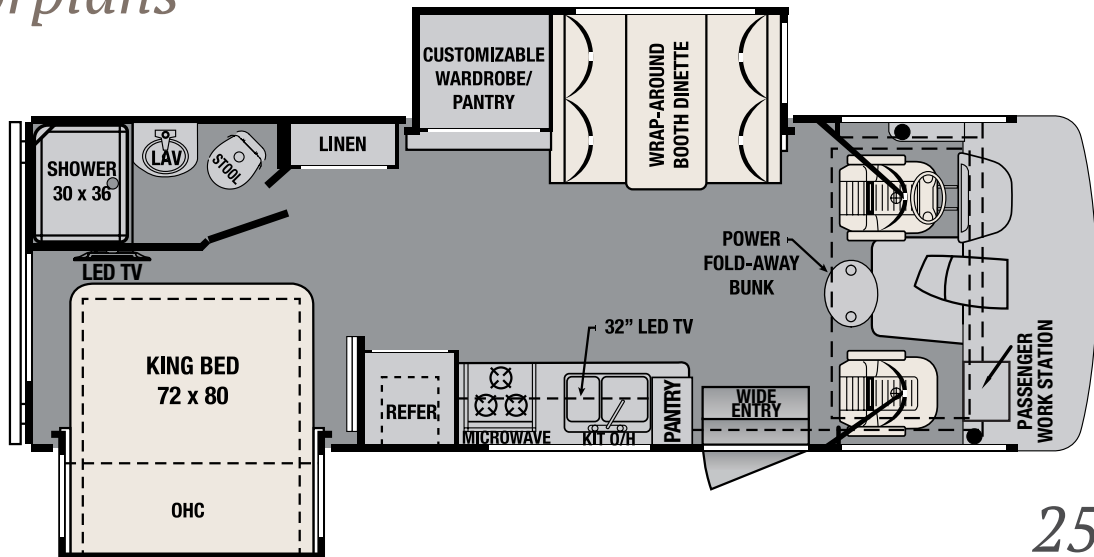 orplans
CUSTOMIZABLE
WARDROBE/
PANTRY
WRAP-AROUND
BOOTH DINETTE
SHOWER
30 x 36
LAV
STOOL
LINEN
LED TV
POWER
FOLD-AWAY
BUNK
32” LED TV
KING BED
72 x 80
REFER
MICROWAVE
KIT O/H
PANTRY
WIDE
ENTRY
PASSENGER
WORK STATION
OHC
25